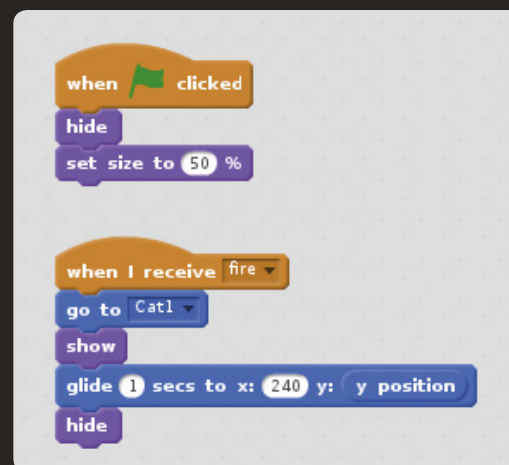 when clicked
hide
set size to 50 %
when I receive fire
go to Cat1
show
glide 1 secs to x: 240 y: y position
hide